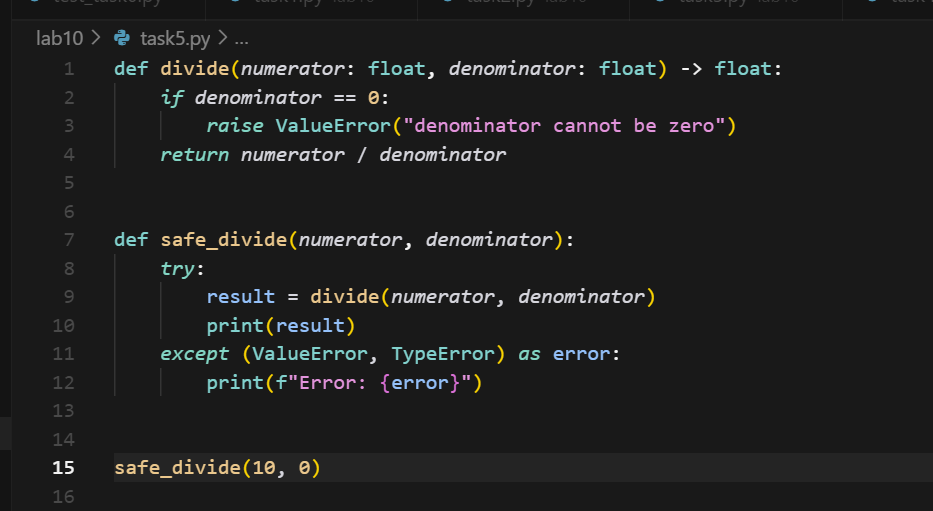 lab10 > task5.py > ...
1 def divide(numerator: float, denominator: float) -> float:
2     if denominator == 0:
3         raise ValueError("denominator cannot be zero")
4     return numerator / denominator
5
6
7 def safe_divide(numerator, denominator):
8     try:
9         result = divide(numerator, denominator)
10         print(result)
11     except (ValueError, TypeError) as error:
12         print(f"Error: {error}")
13
14
15 safe_divide(10, 0)
16